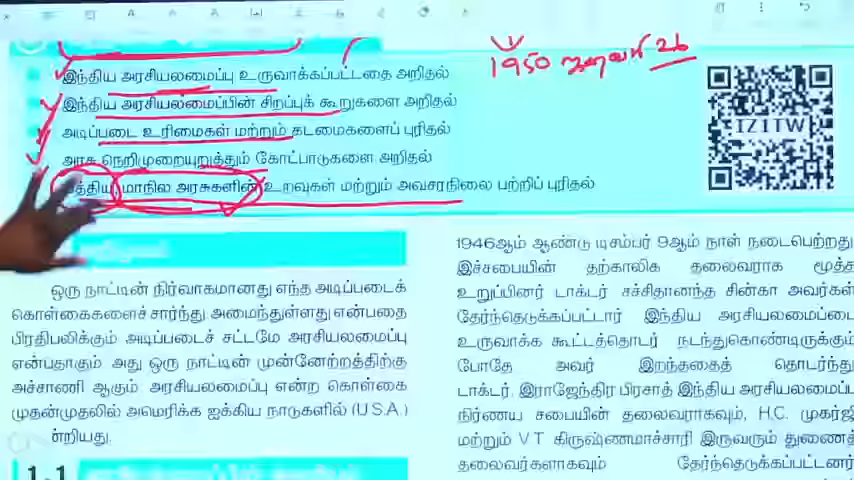 1950 ஜனவரி 26
இந்திய அரசியலமைப்பு உருவாக்கப்பட்டதை அறிதல்
இந்திய அரசியலமைப்பின் சிறப்புக் கூறுகளை அறிதல்
அடிப்படை உரிமைகள் மற்றும் கடமைகளைப் புரிதல்
அரசு நெறிமுறையுறுத்தும் கோட்பாடுகளை அறிதல்
மாநில அரசுகளின் உறவுகள் மற்றும் அவசரநிலை பற்றிப் புரிதல்
IZITW
ஒரு நாட்டின் நிர்வாகமானது எந்த அடிப்படைக்
கொள்கைகளைச் சார்ந்து அமைந்துள்ளது என்பதை
பிரதிபலிக்கும் அடிப்படைச் சட்டமே அரசியலமைப்பு
என்பதாகும். அது ஒரு நாட்டின் முன்னேற்றத்திற்கு
அச்சாணி ஆகும். அரசியலமைப்பு என்ற கொள்கை
முதன்முதலில் அமெரிக்க ஐக்கிய நாடுகளில் (U.S.A.)
ன்றியது.
1.1
1946ஆம் ஆண்டு டிசம்பர் 9ஆம் நாள் நடைபெற்றது.
இச்சபையின் தற்காலிக தலைவராக மூத்த
உறுப்பினர் டாக்டர் சச்சிதானந்த சின்கா அவர்கள்
தேர்ந்தெடுக்கப்பட்டார் இந்திய அரசியலமைப்பை
உருவாக்க கூட்டத்தொடர் நடந்துகொண்டிருக்கும்
போதே அவர் இறந்ததைத் தொடர்ந்து
டாக்டர். இராஜேந்திர பிரசாத் இந்திய அரசியலமைப்பு
நிர்ணய சபையின் தலைவராகவும், H.C. முகர்ஜி
மற்றும் V.T. கிருஷ்ணமாச்சாரி இருவரும் துணைத்
தலைவர்களாகவும் தேர்ந்தெடுக்கப்பட்டனர்